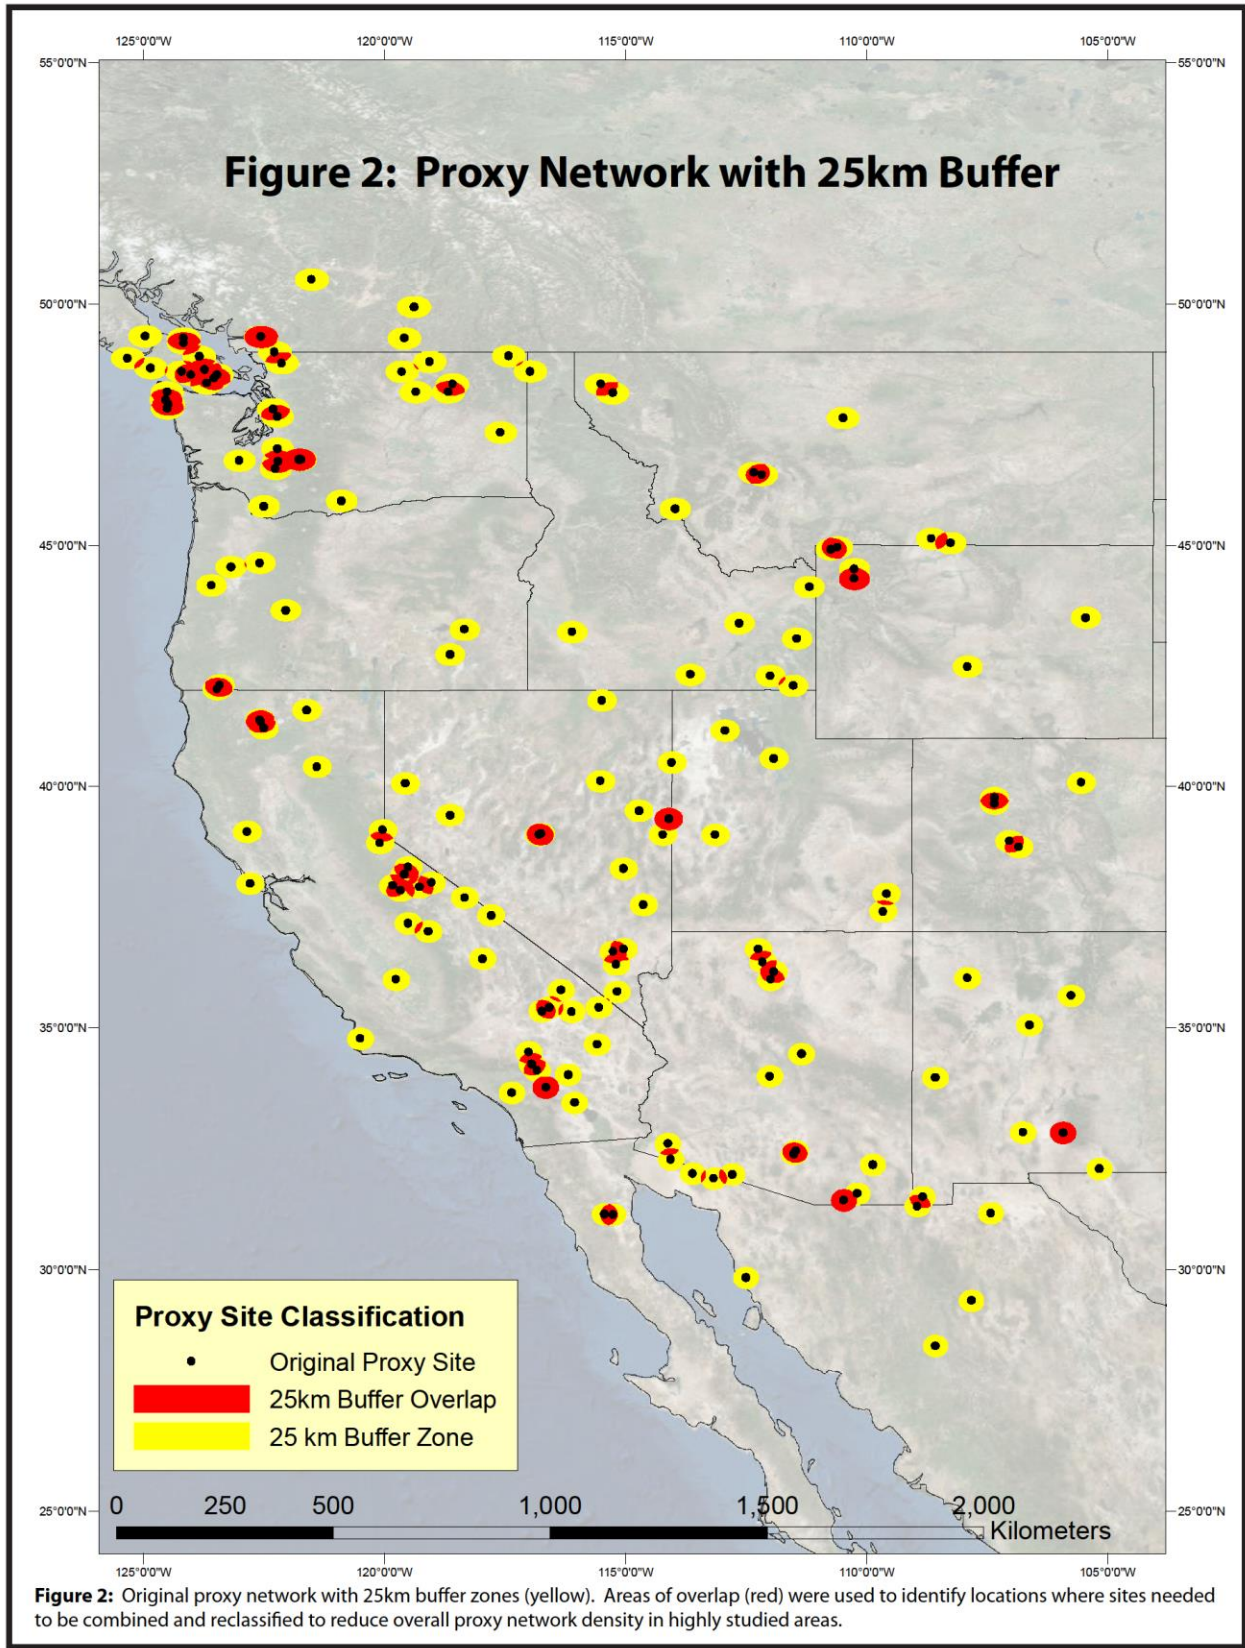 125°0'0"W 120°0'0"W 115°0'0"W 110°0'0"W 105°0'0"W
55°0'0"N 55°0'0"N
Figure 2: Proxy Network with 25km Buffer
50°0'0"N 50°0'0"N
45°0'0"N 45°0'0"N
40°0'0"N 40°0'0"N
35°0'0"N 35°0'0"N
30°0'0"N 30°0'0"N
Proxy Site Classification
Original Proxy Site
25km Buffer Overlap
25 km Buffer Zone
0 250 500 1,000 1,500 2,000
25°0'0"N 25°0'0"N
Kilometers
125°0'0"W 120°0'0"W 115°0'0"W 110°0'0"W 105°0'0"W
Figure 2: Original proxy network with 25km buffer zones (yellow). Areas of overlap (red) were used to identify locations where sites needed
to be combined and reclassified to reduce overall proxy network density in highly studied areas.